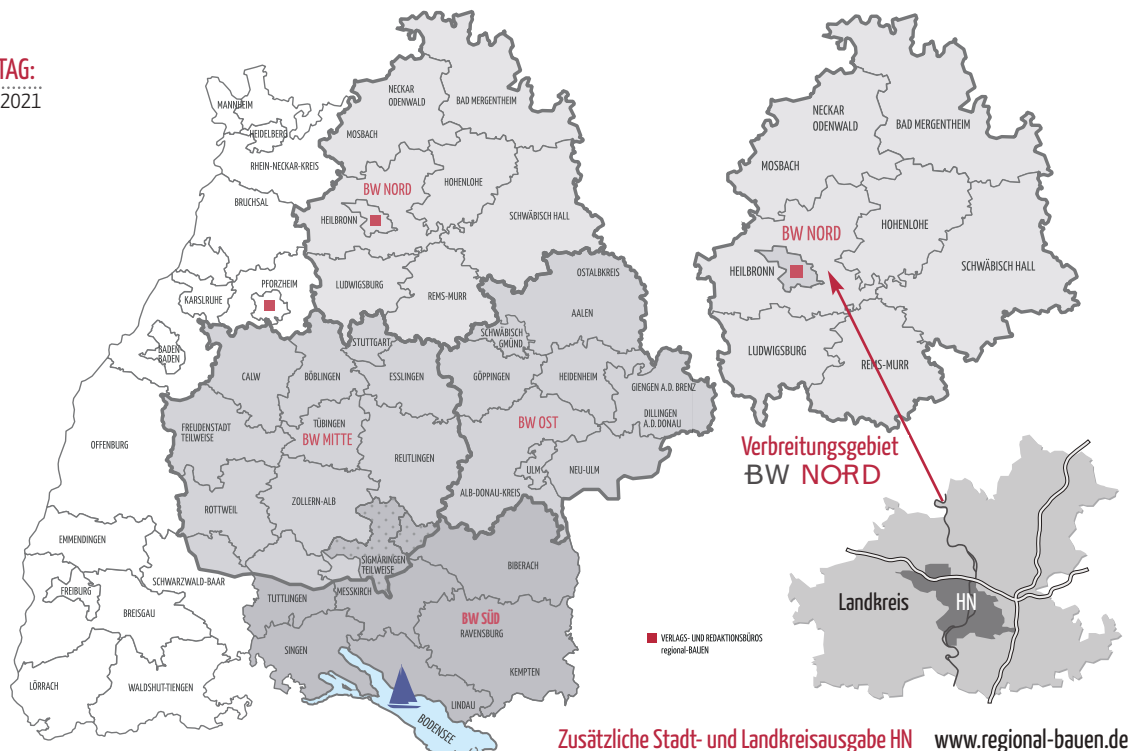 TAG:
2021
MANNHEIM
HEIDELBERG
RHEIN-NECKAR-KREIS
BRUCHSAL
KARLSRUHE
PFORZHEIM
BADEN
BADEN
OFFENBURG
EMMENDINGEN
FREIBURG
BREISGAU
SCHWARZWALD-BAAR
LÖRRACH
WALDSHUT-TIENGEN
NECKAR
ODENWALD
BAD MERGENTHEIM
MOSBACH
BW NORD
HOHENLOHE
HEILBRONN
SCHWÄBISCH HALL
LUDWIGSBURG
REMS-MURR
OSTALBKREIS
AALEN
SCHWÄBISCH
GMÜND
STUTTGART
CALW
BÖBLINGEN
ESSLINGEN
GÖPPINGEN
HEIDENHEIM
GIENGEN A.D. BRENZ
DILLINGEN
A.D. DONAU
FREUDENSTADT
TEILWEISE
TÜBINGEN
BW MITTE
BW OST
REUTLINGEN
ULM
NEU-ULM
ALB-DONAU-KREIS
ROTTWEIL
ZOLLERN-ALB
SIGMARINGEN
TEILWEISE
BIBERACH
TUTTLINGEN
MESSKIRCH
BW SÜD
RAVENSBURG
SINGEN
KEMPTEN
LINDAU
BODENSEE
NECKAR
ODENWALD
BAD MERGENTHEIM
MOSBACH
BW NORD
HOHENLOHE
HEILBRONN
SCHWÄBISCH HALL
LUDWIGSBURG
REMS-MURR
Verbreitungsgebiet
BW NORD
Landkreis
HN
VERLAGS- UND REDAKTIONSBÜROS
regional-BAUEN
Zusätzliche Stadt- und Landkreisausgabe HN www.regional-bauen.de